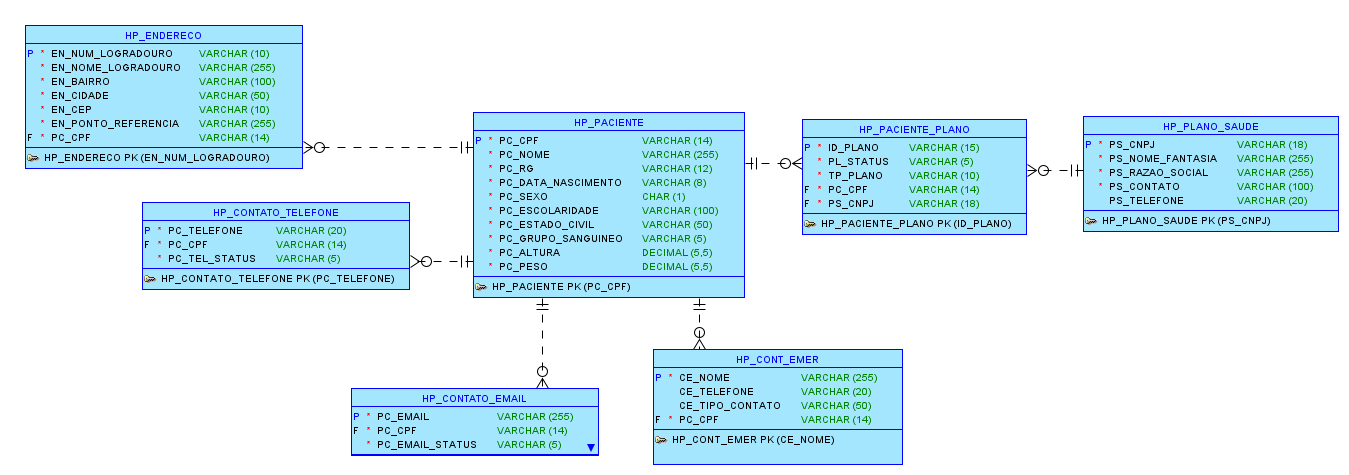 HP_ENDERECO
P * EN_NUM_LOGRADOURO VARCHAR (10)
* EN_NOME_LOGRADOURO VARCHAR (255)
* EN_BAIRRO VARCHAR (100)
* EN_CIDADE VARCHAR (50)
* EN_CEP VARCHAR (10)
* EN_PONTO_REFERENCIA VARCHAR (255)
F * PC_CPF VARCHAR (14)
HP_ENDERECO PK (EN_NUM_LOGRADOURO)
HP_CONTATO_TELEFONE
P * PC_TELEFONE VARCHAR (20)
F * PC_CPF VARCHAR (14)
* PC_TEL_STATUS VARCHAR (5)
HP_CONTATO_TELEFONE PK (PC_TELEFONE)
HP_PACIENTE
P * PC_CPF VARCHAR (14)
* PC_NOME VARCHAR (255)
* PC_RG VARCHAR (12)
* PC_DATA_NASCIMENTO VARCHAR (8)
* PC_SEXO CHAR (1)
* PC_ESCOLARIDADE VARCHAR (100)
* PC_ESTADO_CIVIL VARCHAR (50)
* PC_GRUPO_SANGUINEO VARCHAR (5)
* PC_ALTURA DECIMAL (5,5)
* PC_PESO DECIMAL (5,5)
HP_PACIENTE PK (PC_CPF)
HP_PACIENTE_PLANO
P * ID_PLANO VARCHAR (15)
* PL_STATUS VARCHAR (5)
* TP_PLANO VARCHAR (10)
F * PC_CPF VARCHAR (14)
F * PS_CNPJ VARCHAR (18)
HP_PACIENTE_PLANO PK (ID_PLANO)
HP_PLANO_SAUDE
P * PS_CNPJ VARCHAR (18)
* PS_NOME_FANTASIA VARCHAR (255)
* PS_RAZAO_SOCIAL VARCHAR (255)
* PS_CONTATO VARCHAR (100)
PS_TELEFONE VARCHAR (20)
HP_PLANO_SAUDE PK (PS_CNPJ)
HP_CONTATO_EMAIL
P * PC_EMAIL VARCHAR (255)
F * PC_CPF VARCHAR (14)
* PC_EMAIL_STATUS VARCHAR (5)
HP_CONT_EMER
P * CE_NOME VARCHAR (255)
CE_TELEFONE VARCHAR (20)
CE_TIPO_CONTATO VARCHAR (50)
F * PC_CPF VARCHAR (14)
HP_CONT_EMER PK (CE_NOME)